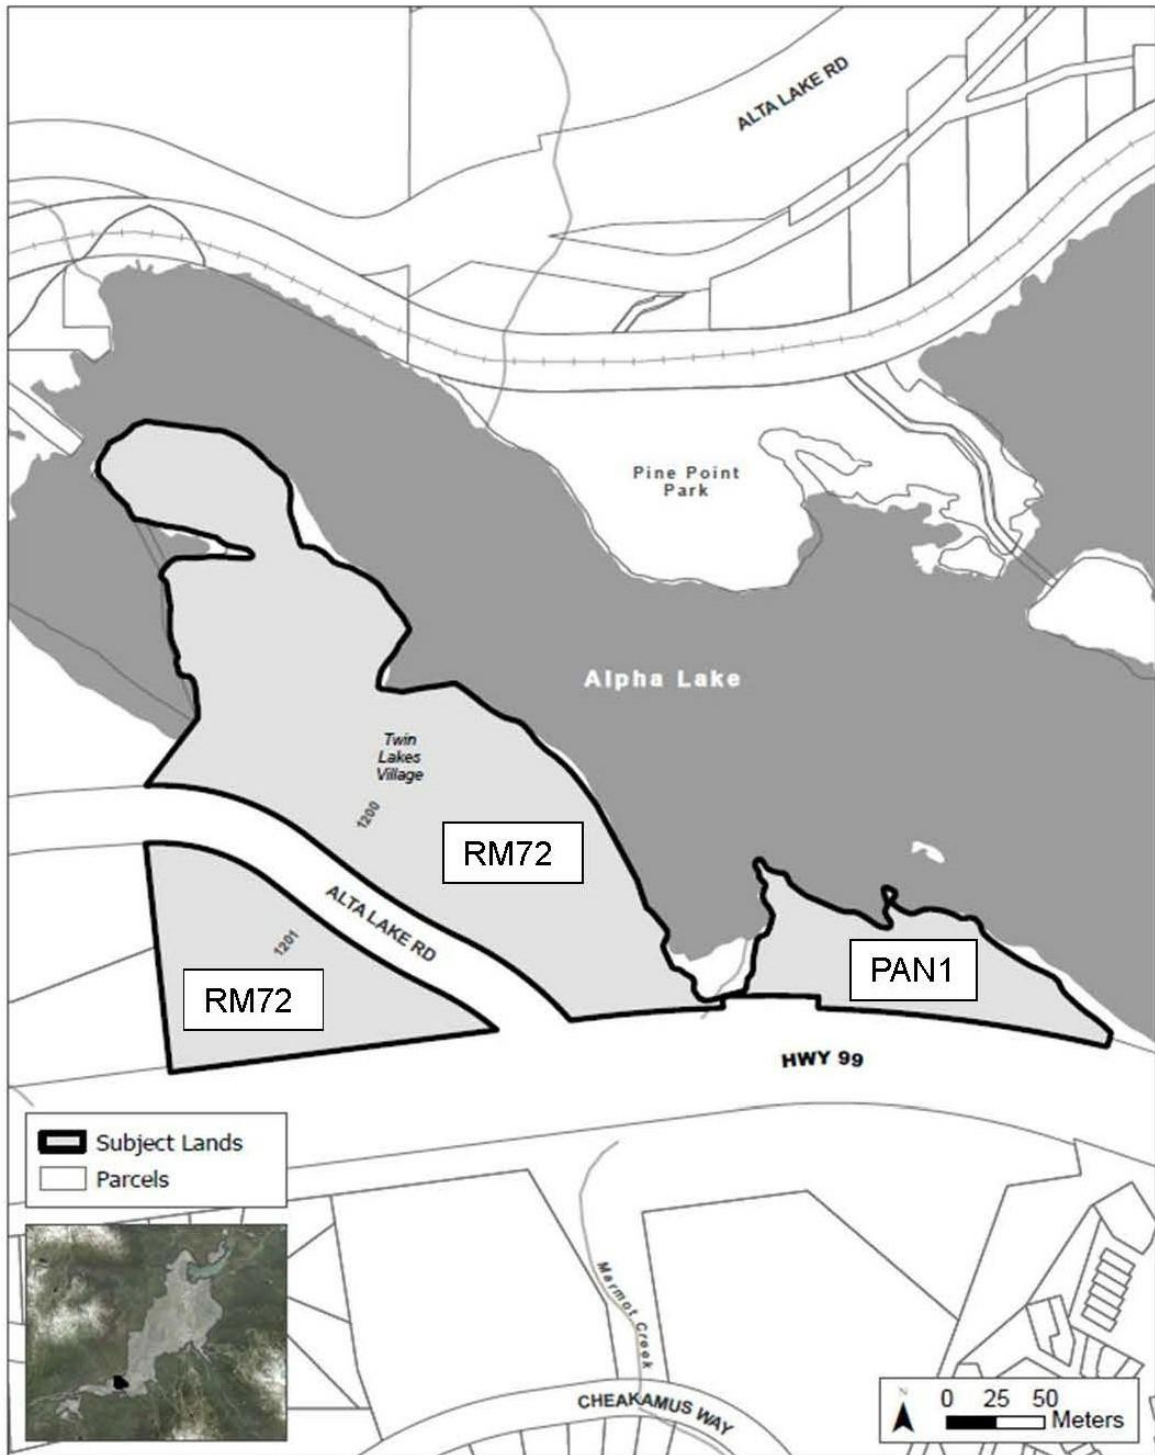 ALTA LAKE RD
Pine Point
Park
Alpha Lake
Twin
Lakes
Village
1200
RM72
ALTA LAKE RD
1201
RM72
PAN1
HWY 99
Subject Lands
Parcels
Marmot Creek
CHEAKAMUS WAY
N
0 25 50
Meters